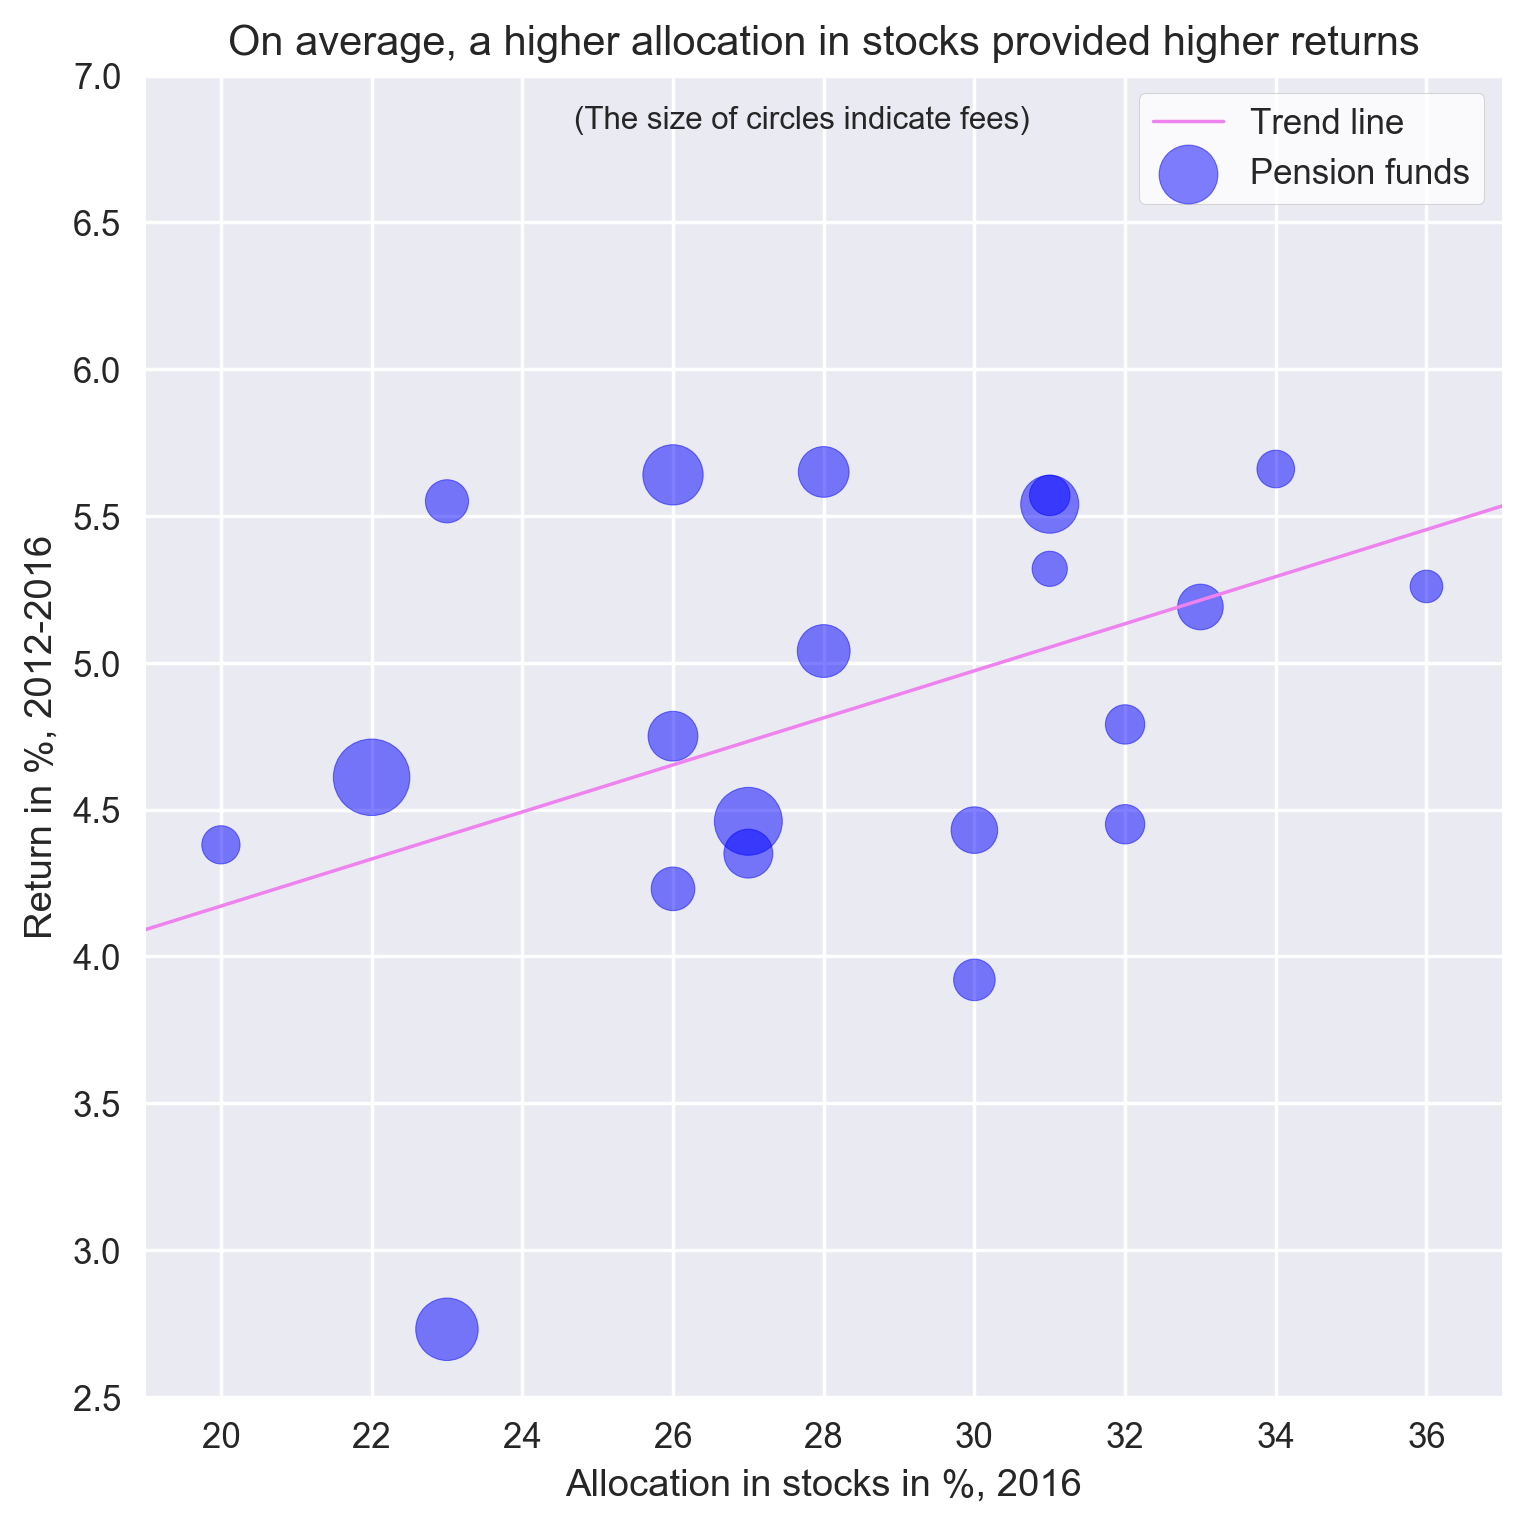 On average, a higher allocation in stocks provided higher returns
(The size of circles indicate fees)
Trend line
Pension funds
7.0
6.5
6.0
5.5
5.0
4.5
4.0
3.5
3.0
2.5
Return in %, 2012-2016
20 22 24 26 28 30 32 34 36
Allocation in stocks in %, 2016